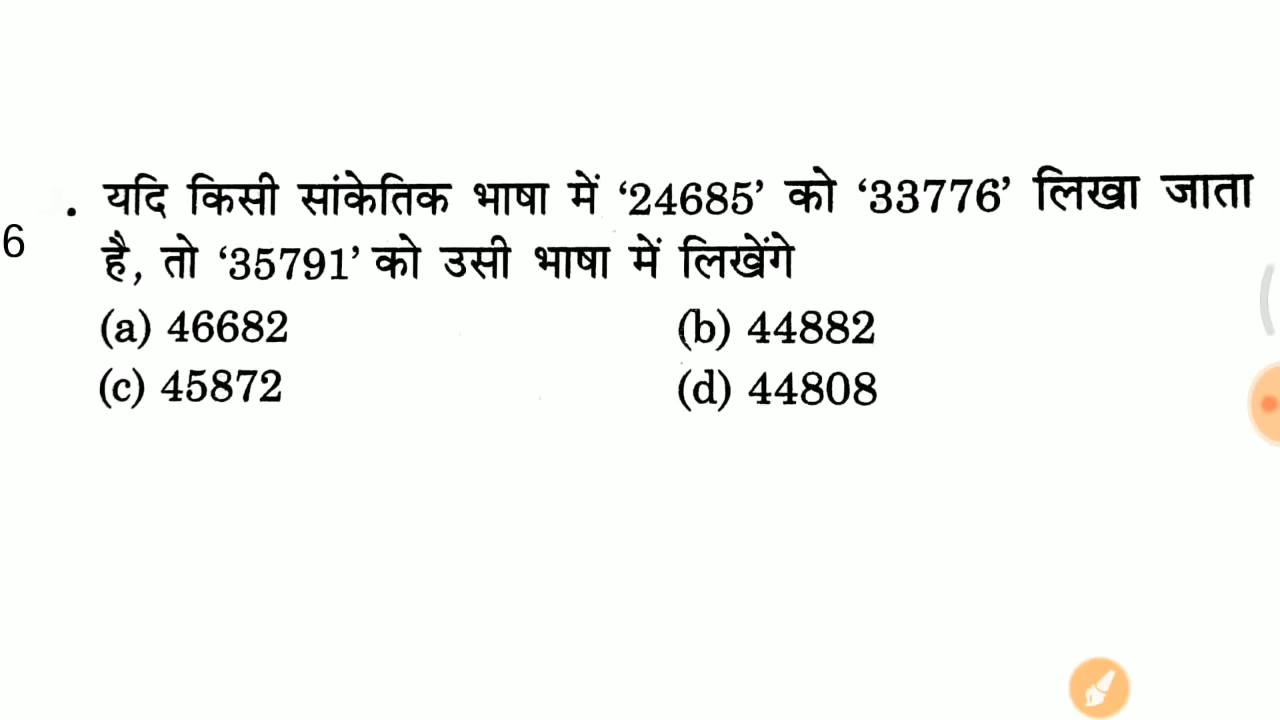 . यदि किसी सांकेतिक भाषा में ‘24685’ को ‘33776’ लिखा जाता
6
है, तो ‘35791’ को उसी भाषा में लिखेंगे
(a) 46682 (b) 44882
(c) 45872 (d) 44808